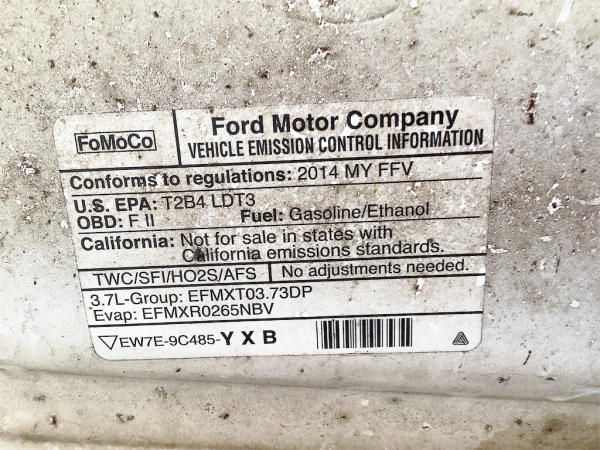 FoMoCo
Ford Motor Company
VEHICLE EMISSION CONTROL INFORMATION
Conforms to regulations: 2014 MY FFV
U.S. EPA: T2B4 LDT3
OBD: F II Fuel: Gasoline/Ethanol
California: Not for sale in states with
California emissions standards.
TWC/SFI/HO2S/AFS No adjustments needed.
3.7L-Group: EFMXT03.73DP
Evap: EFMXR0265NBV
EW7E-9C485-Y X B